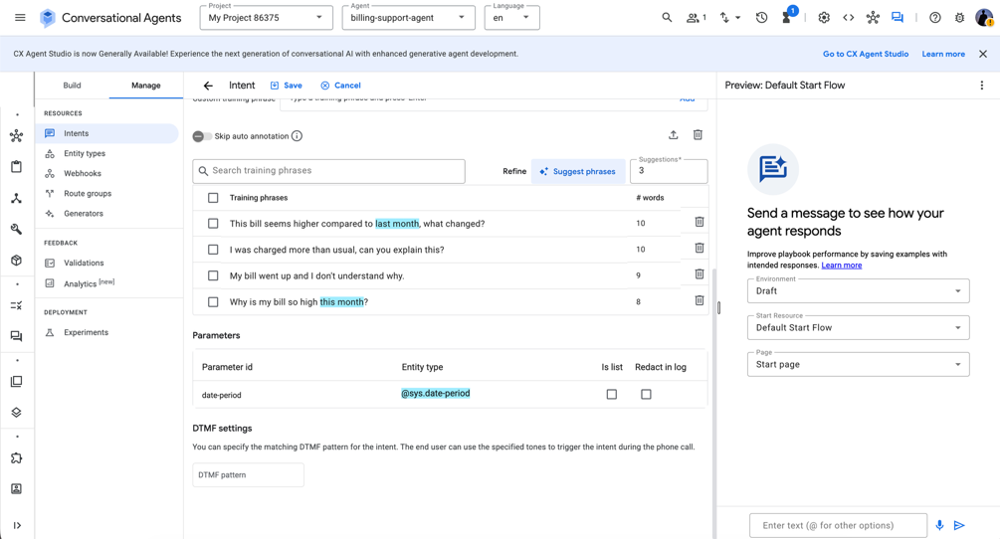 Conversational Agents
Project
My Project 86375
Agent
billing-support-agent
Language
en
1
1
CX Agent Studio is now Generally Available! Experience the next generation of conversational AI with enhanced generative agent development.
Go to CX Agent Studio
Learn more
Build
Manage
RESOURCES
Intents
Entity types
Webhooks
Route groups
Generators
FEEDBACK
Validations
Analytics [new]
DEPLOYMENT
Experiments
Intent
Save
Cancel
Custom training phrase
Type a training phrase and press 'Enter'
Add
Skip auto annotation
Search training phrases
Refine
Suggest phrases
Suggestions*
3
Training phrases
# words
This bill seems higher compared to last month, what changed?
10
I was charged more than usual, can you explain this?
10
My bill went up and I don't understand why.
9
Why is my bill so high this month?
8
Parameters
Parameter id
Entity type
Is list
Redact in log
date-period
@sys.date-period
DTMF settings
You can specify the matching DTMF pattern for the intent. The end user can use the specified tones to trigger the intent during the phone call.
DTMF pattern
Preview: Default Start Flow
Send a message to see how your
agent responds
Improve playbook performance by saving examples with
intended responses. Learn more
Environment
Draft
Start Resource
Default Start Flow
Page
Start page
Enter text (@ for other options)